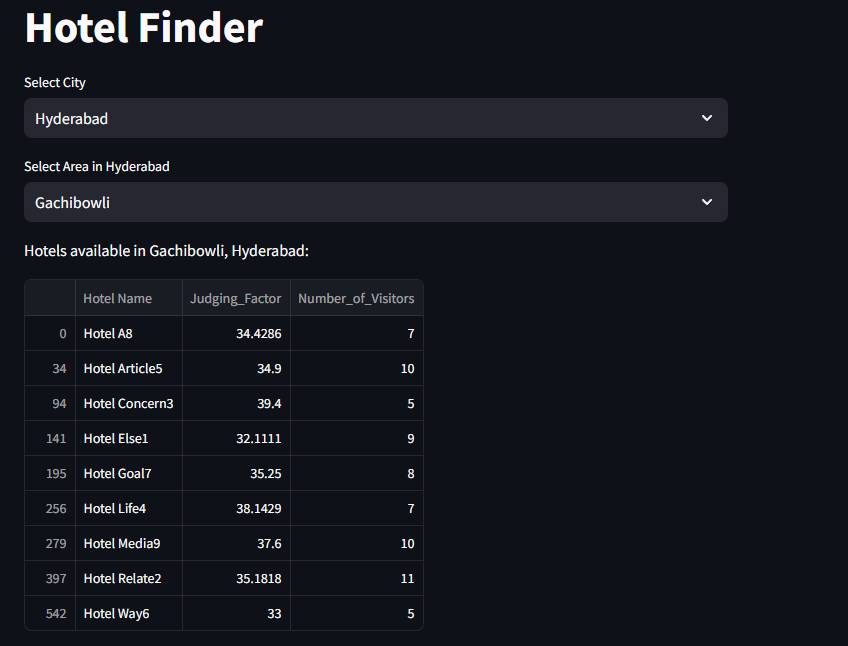 Hotel Finder
Select City
Hyderabad
Select Area in Hyderabad
Gachibowli
Hotels available in Gachibowli, Hyderabad:
Hotel Name Judging_Factor Number_of_Visitors
0 Hotel A8 34.4286 7
34 Hotel Article5 34.9 10
94 Hotel Concern3 39.4 5
141 Hotel Else1 32.1111 9
195 Hotel Goal7 35.25 8
256 Hotel Life4 38.1429 7
279 Hotel Media9 37.6 10
397 Hotel Relate2 35.1818 11
542 Hotel Way6 33 5